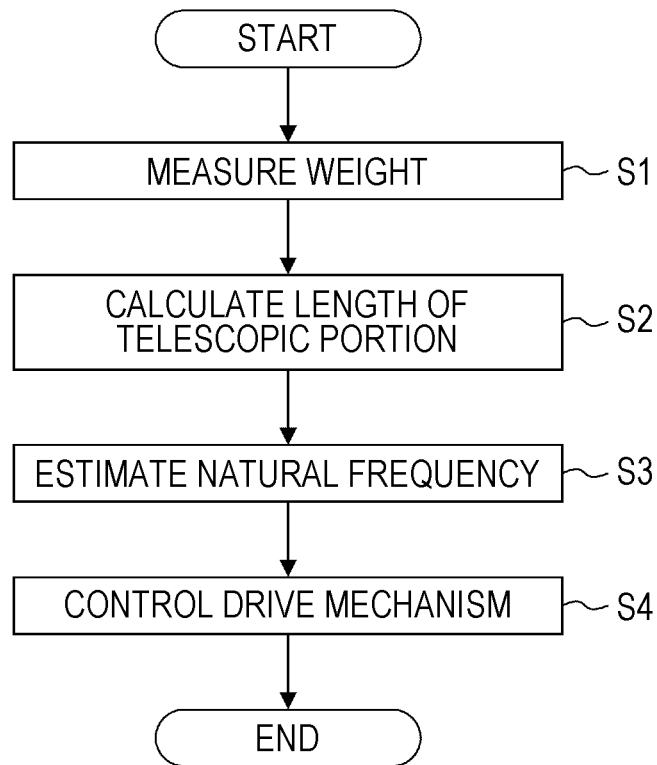 START
MEASURE WEIGHT
S1
CALCULATE LENGTH OF
TELESCOPIC PORTION
S2
ESTIMATE NATURAL FREQUENCY
S3
CONTROL DRIVE MECHANISM
S4
END